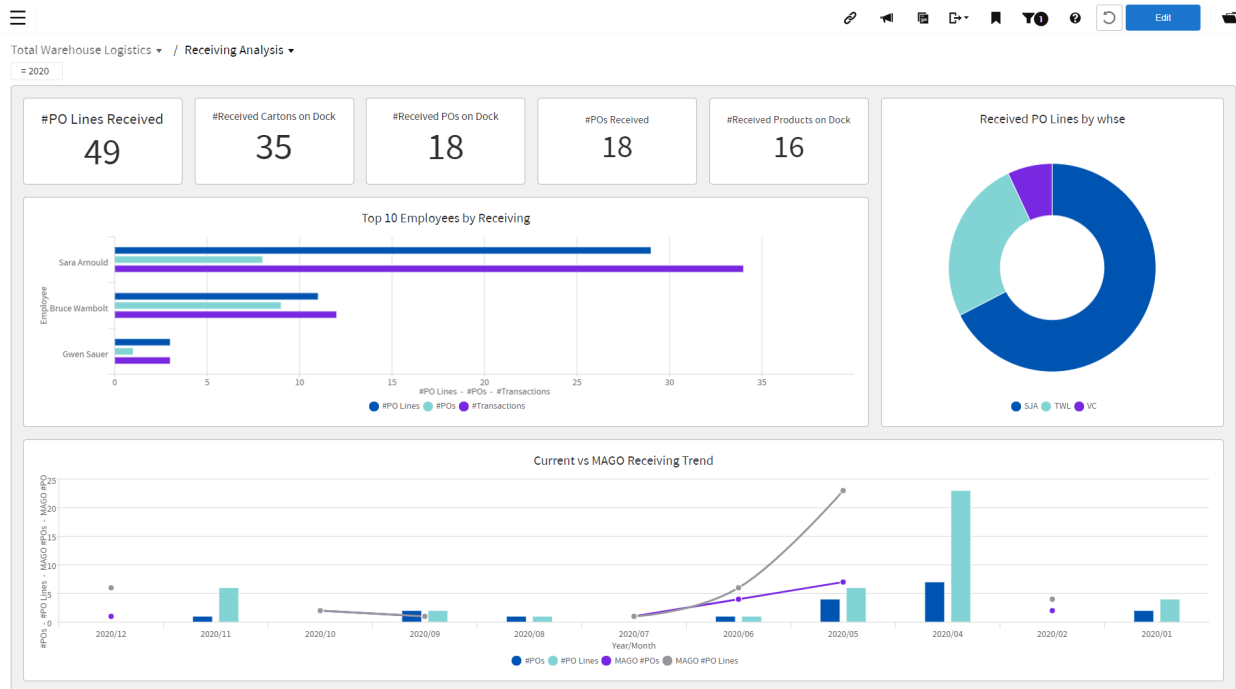 1
Edit
Total Warehouse Logistics / Receiving Analysis
= 2020
#PO Lines Received
49
#Received Cartons on Dock
35
#Received POs on Dock
18
#POs Received
18
#Received Products on Dock
16
Received PO Lines by whse
SJA TWL VC
Top 10 Employees by Receiving
Employee
Sara Arnould
Bruce Wambolt
Gwen Sauer
0 5 10 15 20 25 30 35
#PO Lines - #POs - #Transactions
#PO Lines #POs #Transactions
Current vs MAGO Receiving Trend
#POs - #PO Lines - MAGO #POs - MAGO #PO
25
20
15
10
5
0
2020/12 2020/11 2020/10 2020/09 2020/08 2020/07 2020/06 2020/05 2020/04 2020/02 2020/01
Year/Month
#POs #PO Lines MAGO #POs MAGO #PO Lines